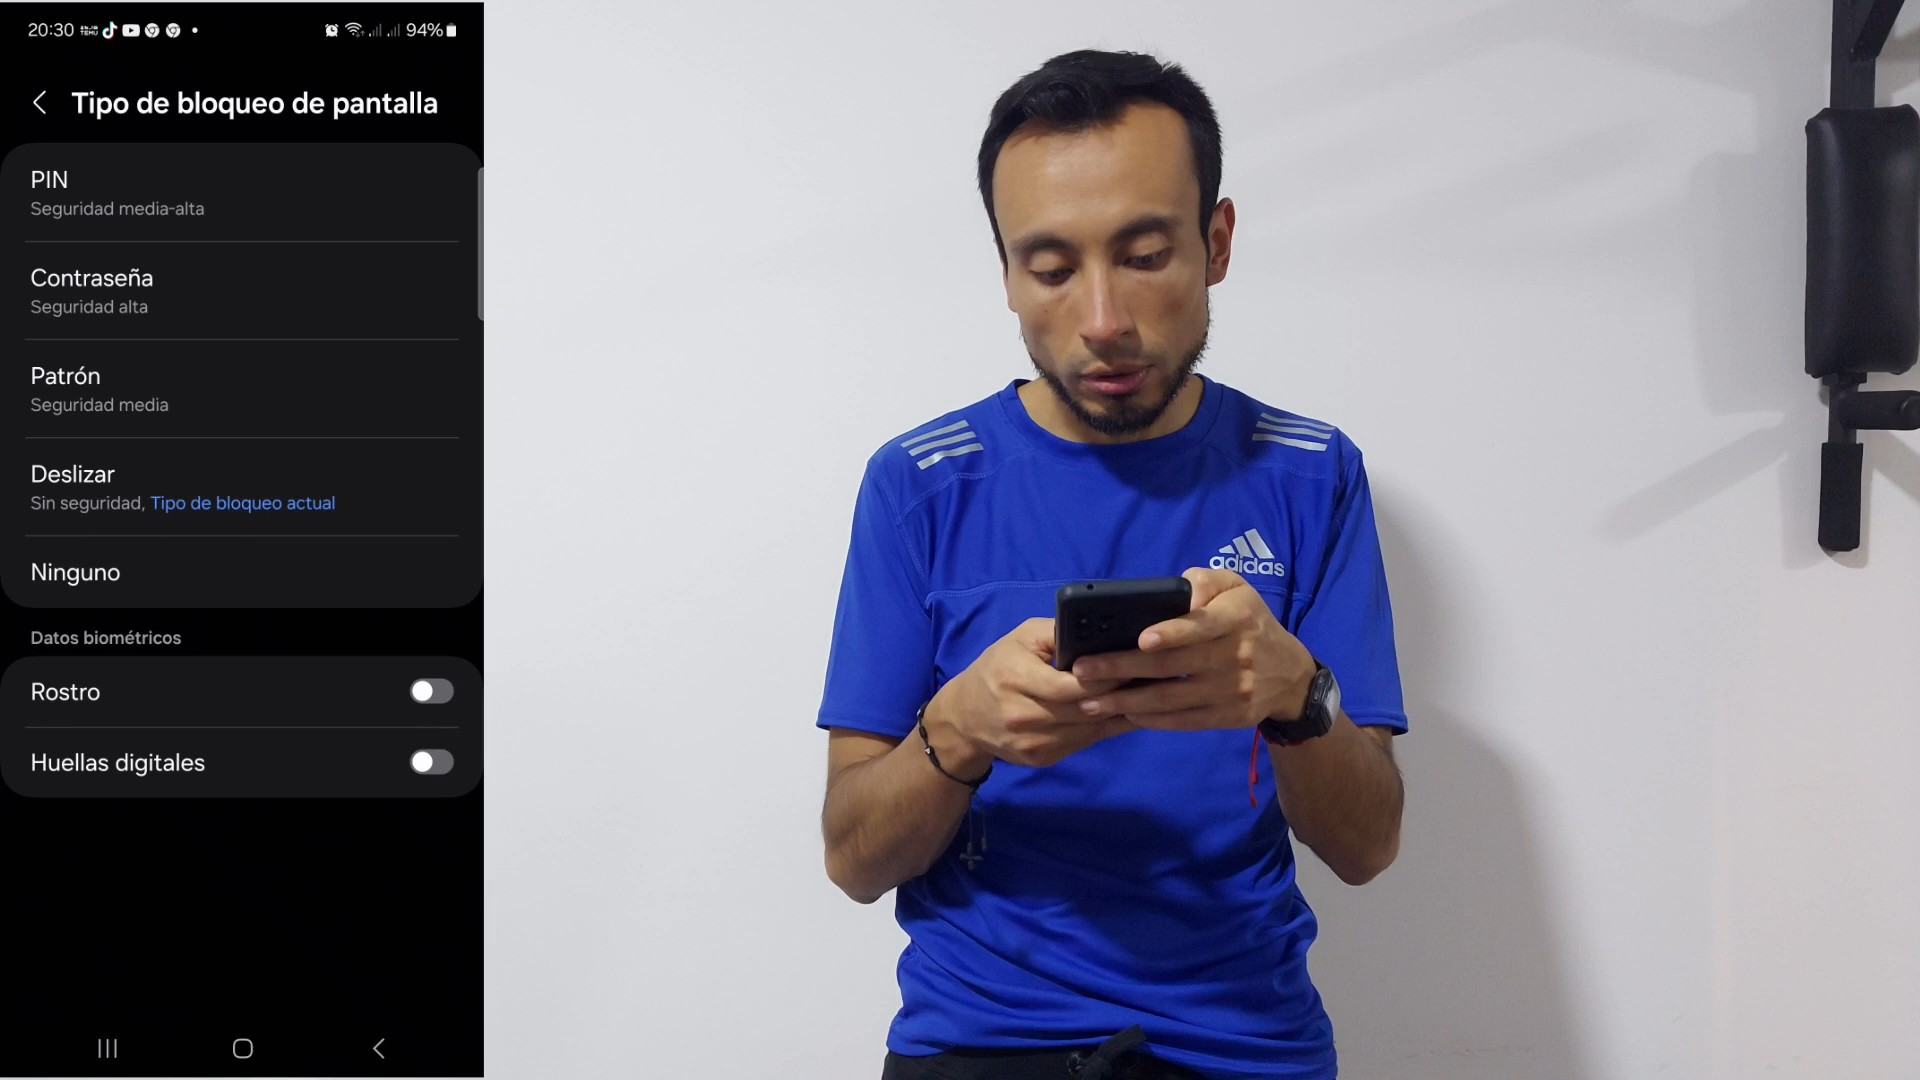 20:30
94%
Tipo de bloqueo de pantalla
PIN
Seguridad media-alta
Contraseña
Seguridad alta
Patrón
Seguridad media
Deslizar
Sin seguridad, Tipo de bloqueo actual
Ninguno
Datos biométricos
Rostro
Huellas digitales
adidas